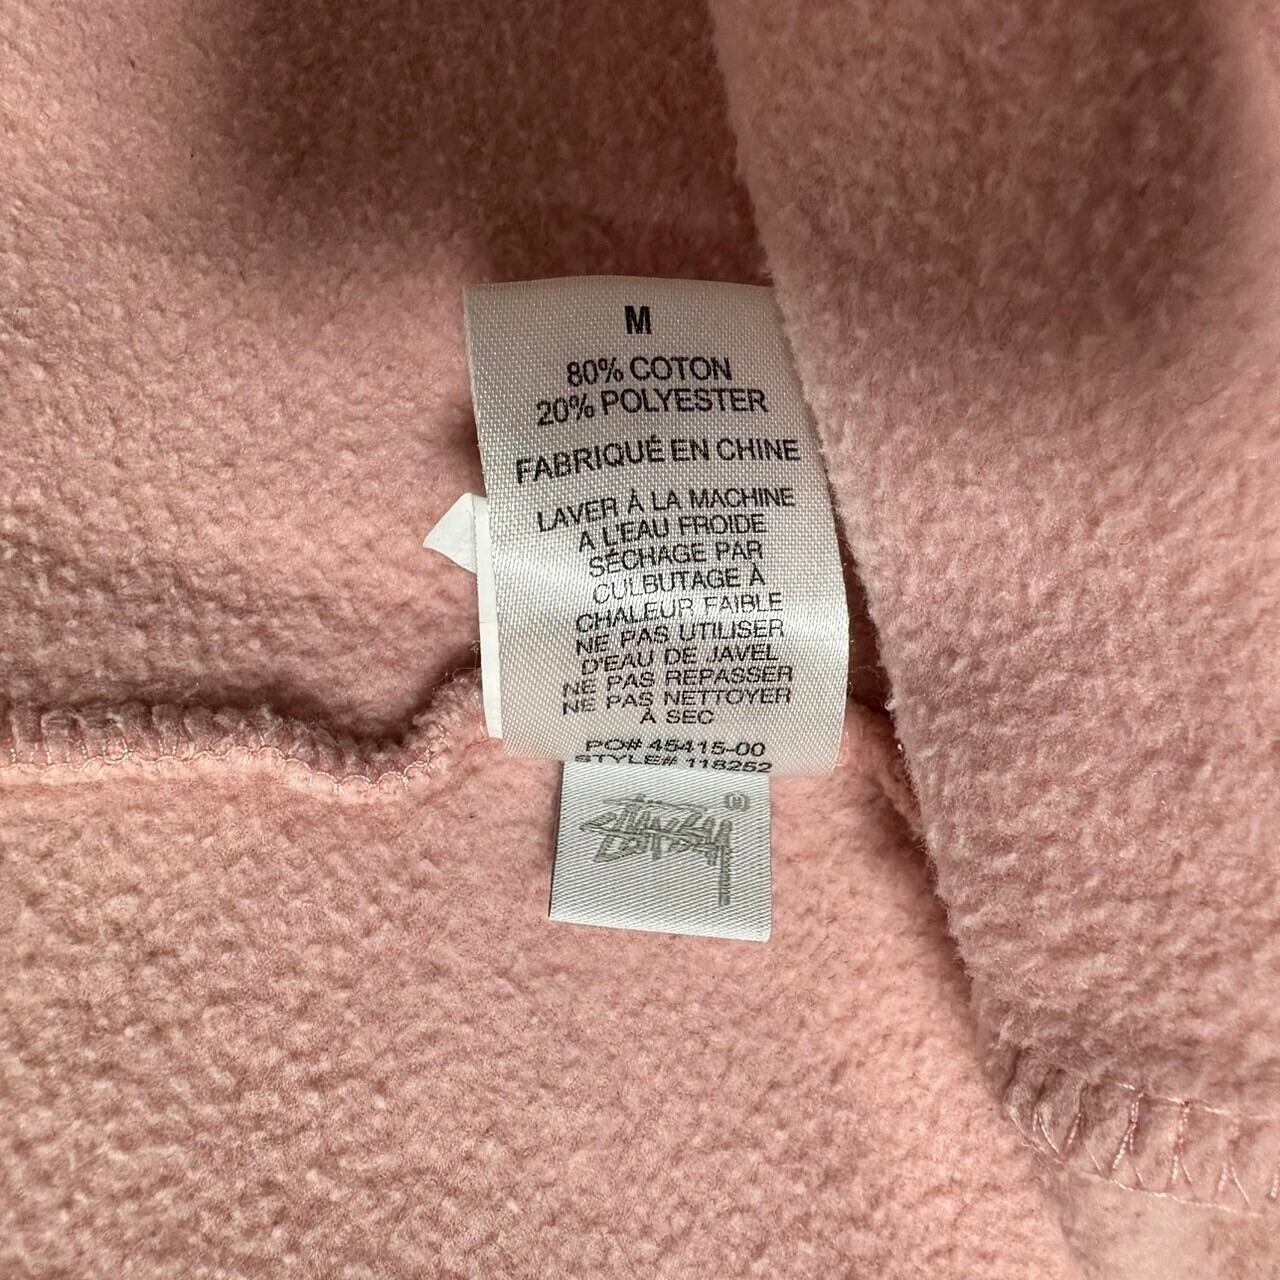 M
80% COTON
20% POLYESTER
FABRIQUÉ EN CHINE
LAVER À LA MACHINE
A L'EAU FROIDE
SÉCHAGE PAR
CULBUTAGE À
CHALEUR FAIBLE
NE PAS UTILISER
D'EAU DE JAVEL
NE PAS REPASSER
NE PAS NETTOYER
À SEC
PO# 45415-00
STYLE# 118252
STÜSSY